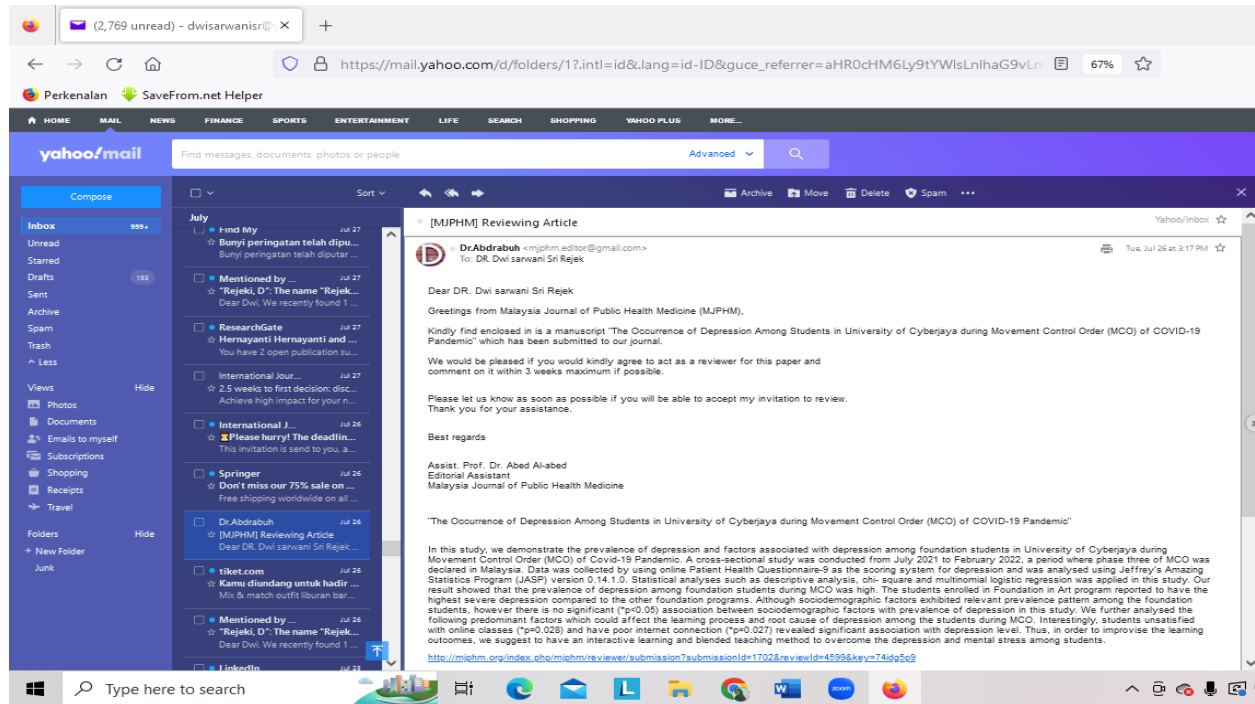 (2,769 unread) - dwisarwanisr@
https://mail.yahoo.com/d/folders/1?.intl=id&.lang=id-ID&guce_referrer=aHR0cHM6Ly9tYWlsLnlhaG9vLm
67%
Perkenalan
SaveFrom.net Helper
HOME MAIL NEWS FINANCE SPORTS ENTERTAINMENT LIFE SEARCH SHOPPING YAHOO PLUS MORE...
yahoo!mail
Find messages, documents, photos or people
Advanced
Compose
Inbox 999+
Unread
Starred
Drafts 185
Sent
Archive
Spam
Trash
Less
Views Hide
Photos
Documents
Emails to myself
Subscriptions
Shopping
Receipts
Travel
Folders Hide
+ New Folder
Junk
Sort
July
Find My Jul 27
Bunyi peringatan telah dipu...
Bunyi peringatan telah diputar ...
Mentioned by ... Jul 27
"Rejeki, D": The name "Rejek...
Dear Dwi, We recently found 1 ...
ResearchGate Jul 27
Hernayanti Hernayanti and ...
You have 2 open publication su...
International Jour... Jul 27
2.5 weeks to first decision: disc...
Achieve high impact for your n...
International J... Jul 26
Please hurry! The deadlin...
This invitation is send to you, a...
Springer Jul 26
Don't miss our 75% sale on ...
Free shipping worldwide on all ...
Dr.Abdrabuh Jul 26
[MJPHM] Reviewing Article
Dear DR. Dwi sarwani Sri Rejek ...
tiket.com Jul 26
Kamu diundang untuk hadir ...
Mix & match outfit liburan bar...
Mentioned by ... Jul 26
"Rejeki, D": The name "Rejek...
Dear Dwi, We recently found 1 ...
LinkedIn Jul 25
Archive Move Delete Spam
[MJPHM] Reviewing Article
Yahoo/Inbox
Dr.Abdrabuh <mjphm.editor@gmail.com>
To: DR. Dwi sarwani Sri Rejek
Tue, Jul 26 at 3:17 PM
Dear DR. Dwi sarwani Sri Rejek
Greetings from Malaysia Journal of Public Health Medicine (MJPHM),
Kindly find enclosed in is a manuscript "The Occurrence of Depression Among Students in University of Cyberjaya during Movement Control Order (MCO) of COVID-19
Pandemic" which has been submitted to our journal.
We would be pleased if you would kindly agree to act as a reviewer for this paper and
comment on it within 3 weeks maximum if possible.
Please let us know as soon as possible if you will be able to accept my invitation to review.
Thank you for your assistance.
Best regards
Assist. Prof. Dr. Abed Al-abed
Editorial Assistant
Malaysia Journal of Public Health Medicine
"The Occurrence of Depression Among Students in University of Cyberjaya during Movement Control Order (MCO) of COVID-19 Pandemic"
In this study, we demonstrate the prevalence of depression and factors associated with depression among foundation students in University of Cyberjaya during
Movement Control Order (MCO) of Covid-19 Pandemic. A cross-sectional study was conducted from July 2021 to February 2022, a period where phase three of MCO was
declared in Malaysia. Data was collected by using online Patient Health Questionnaire-9 as the scoring system for depression and was analysed using Jeffrey's Amazing
Statistics Program (JASP) version 0.14.1.0. Statistical analyses such as descriptive analysis, chi- square and multinomial logistic regression was applied in this study. Our
result showed that the prevalence of depression among foundation students during MCO was high. The students enrolled in Foundation in Art program reported to have the
highest severe depression compared to the other foundation programs. Although sociodemographic factors exhibited relevant prevalence pattern among the foundation
students, however there is no significant (*p<0.05) association between sociodemographic factors with prevalence of depression in this study. We further analysed the
following predominant factors which could affect the learning process and root cause of depression among the students during MCO. Interestingly, students unsatisfied
with online classes (*p=0.028) and have poor internet connection (*p=0.027) revealed significant association with depression level. Thus, in order to improvise the learning
outcomes, we suggest to have an interactive learning and blended teaching method to overcome the depression and mental stress among students.
http://mjphm.org/index.php/mjphm/reviewer/submission?submissionId=1702&reviewId=4599&key=74idg5p9
Type here to search
L
W
zoom